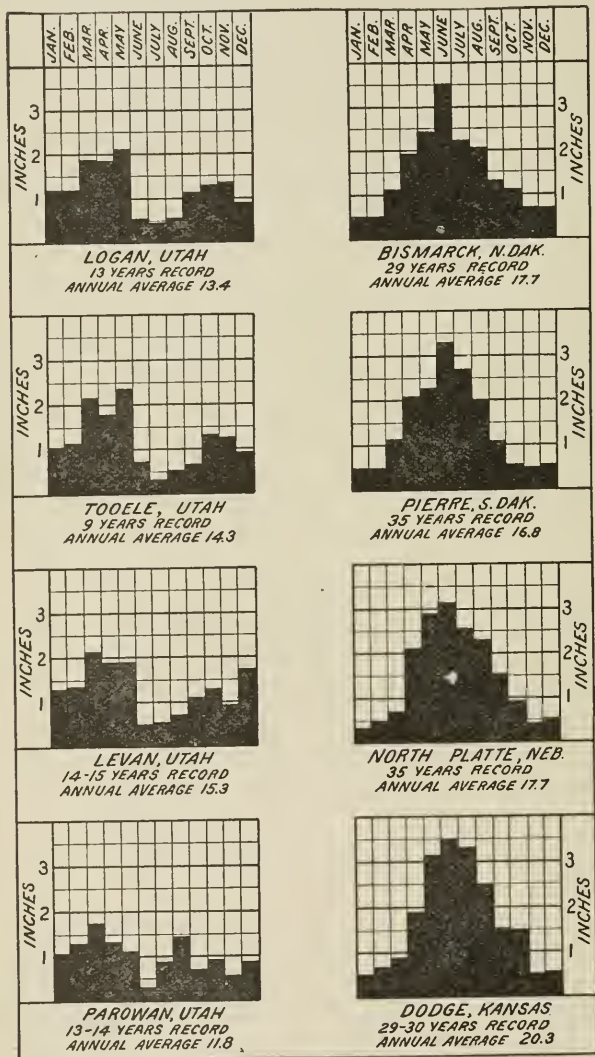 JAN. FEB. MAR. APR. MAY JUNE JULY AUG. SEPT. OCT. NOV. DEC.
3
2
1
INCHES
LOGAN, UTAH
13 YEARS RECORD
ANNUAL AVERAGE 13.4
JAN. FEB. MAR. APR MAY JUNE JULY AUG. SEPT. OCT. NOV. DEC.
3
2
1
INCHES
BISMARCK, N.DAK.
29 YEARS RECORD
ANNUAL AVERAGE 17.7
3
2
1
INCHES
TOOELE, UTAH
9 YEARS RECORD
ANNUAL AVERAGE 14.3
3
2
1
INCHES
PIERRE, S.DAK.
35 YEARS RECORD
ANNUAL AVERAGE 16.8
3
2
1
INCHES
LEVAN, UTAH
14-15 YEARS RECORD
ANNUAL AVERAGE 15.3
3
2
1
INCHES
NORTH PLATTE, NEB.
35 YEARS RECORD
ANNUAL AVERAGE 17.7
3
2
1
INCHES
PAROWAN, UTAH
13-14 YEARS RECORD
ANNUAL AVERAGE 11.8
3
2
1
INCHES
DODGE, KANSAS
29-30 YEARS RECORD
ANNUAL AVERAGE 20.3